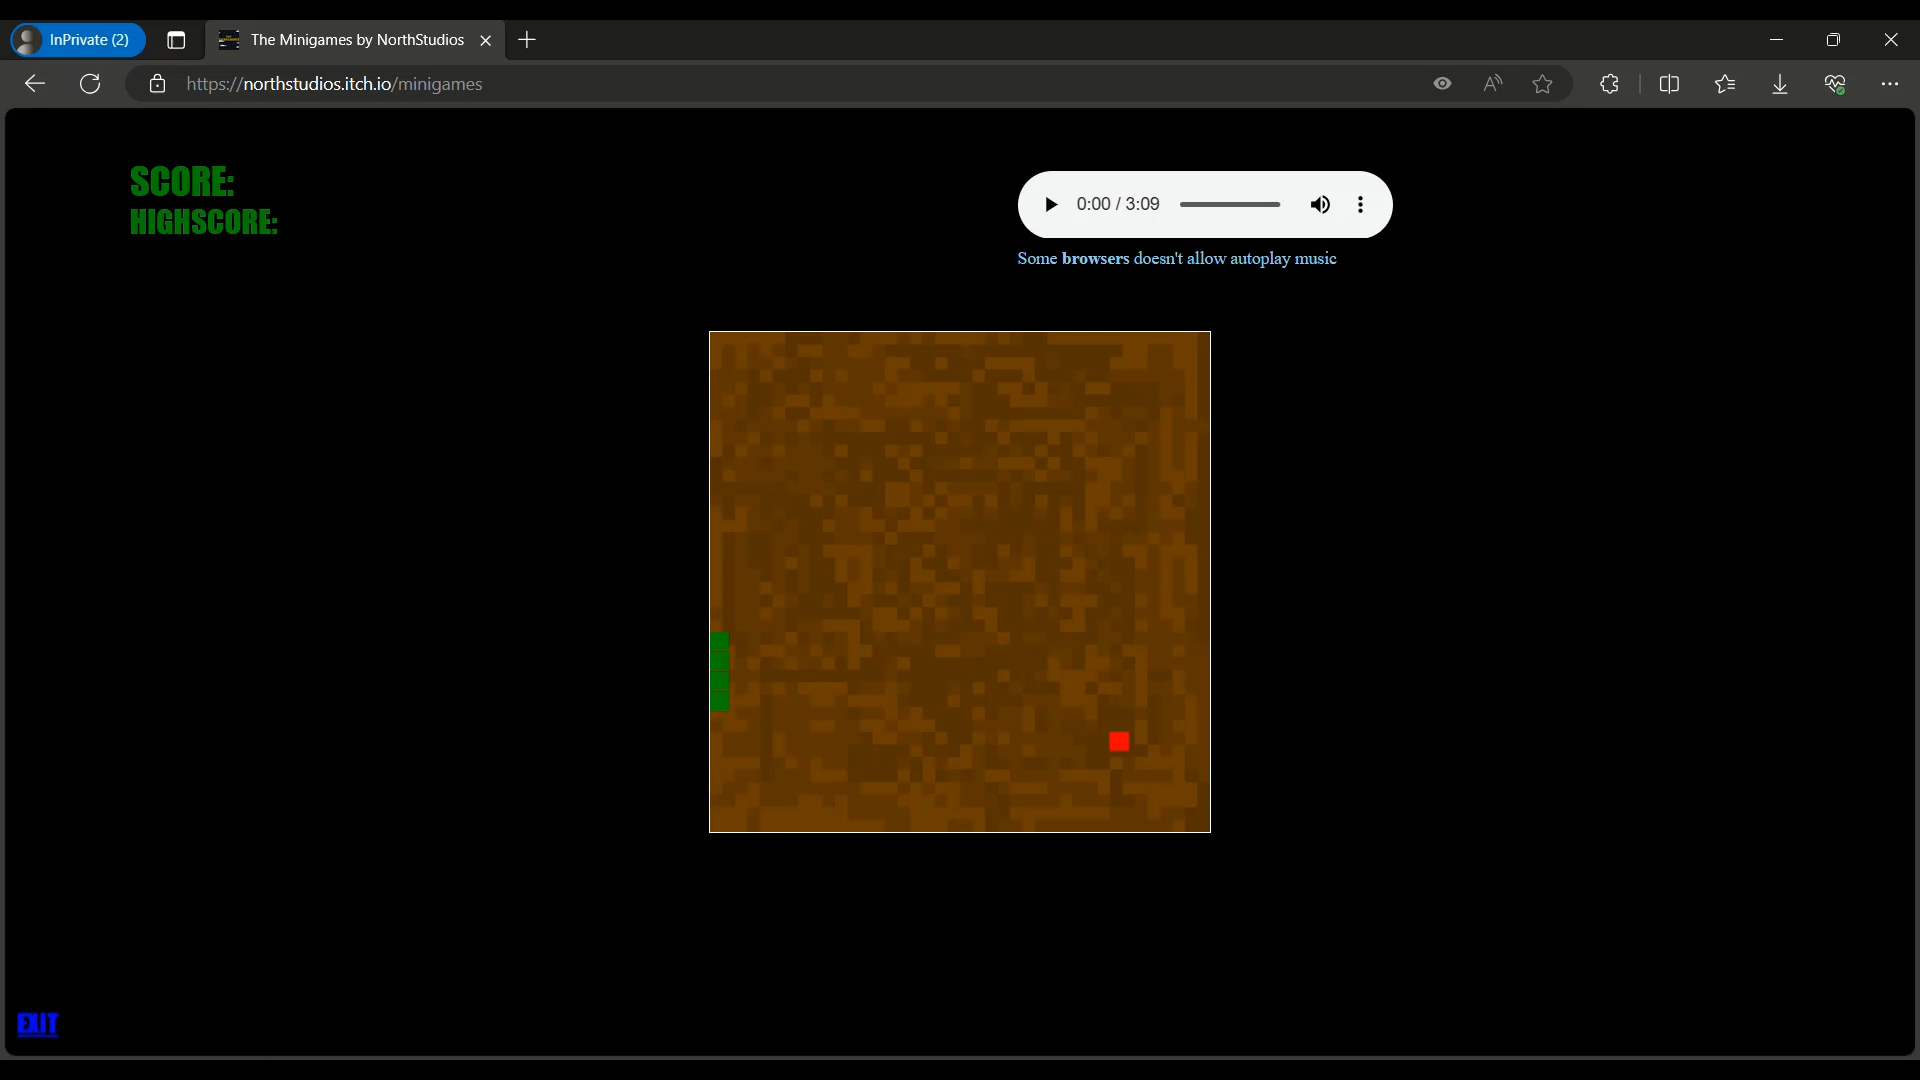 InPrivate (2)
The Minigames by NorthStudios
https://northstudios.itch.io/minigames
SCORE:
HIGHSCORE:
0:00 / 3:09
Some browsers doesn't allow autoplay music
EXIT